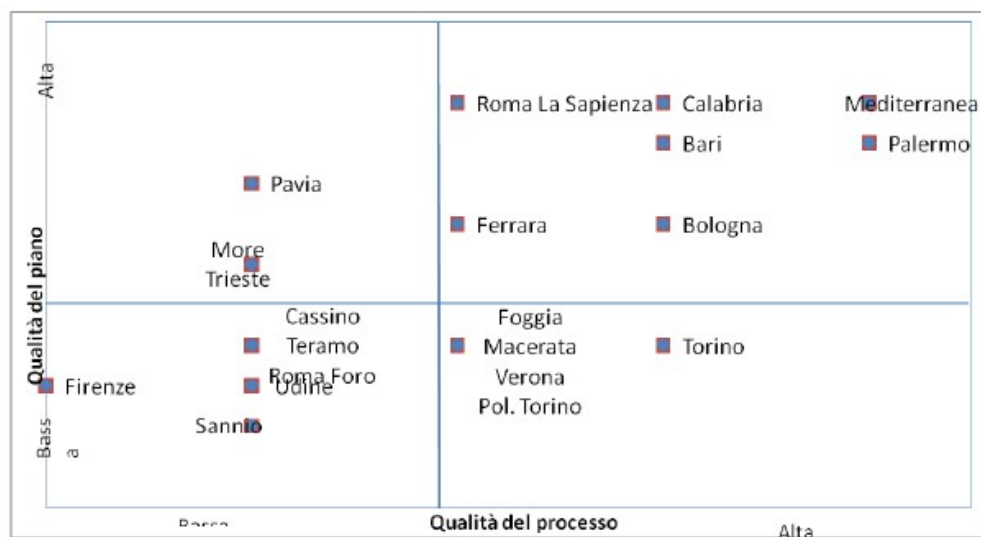 Alta
Qualità del piano
Bass
a
Roma La Sapienza
Calabria
Mediterranea
Bari
Palermo
Pavia
Ferrara
Bologna
More
Trieste
Cassino
Teramo
Roma Foro
Foggia
Macerata
Verona
Pol. Torino
Torino
Firenze
Udine
Sannio
Bassa
Qualità del processo
Alta